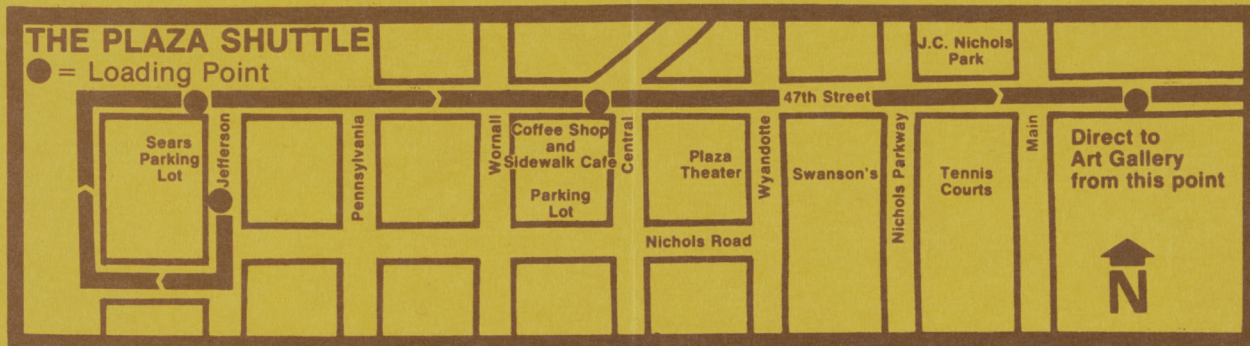 THE PLAZA SHUTTLE
= Loading Point
J.C. Nichols
Park
47th Street
Sears
Parking
Lot
Jefferson
Pennsylvania
Wornall
Coffee Shop
and
Sidewalk Cafe
Parking
Lot
Central
Plaza
Theater
Wyandotte
Swanson's
Nichols Parkway
Tennis
Courts
Main
Direct to
Art Gallery
from this point
Nichols Road
N